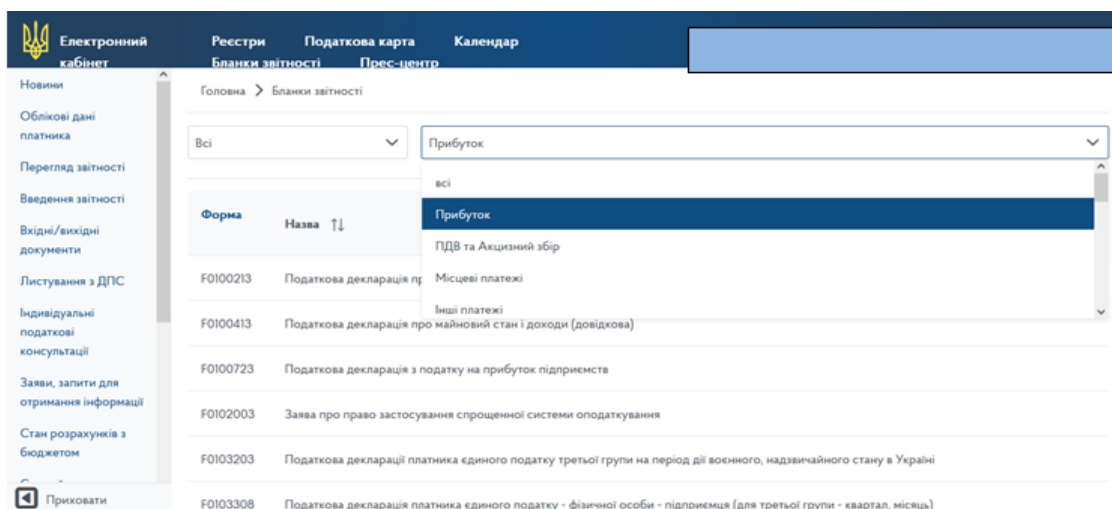 Електронний
кабінет
Реєстри Податкова карта Календар
Бланки звітності Прес-центр
Новини
Облікові дані
платника
Перегляд звітності
Введення звітності
Вхідні/вихідні
документи
Листування з ДПС
Індивідуальні
податкові
консультації
Заяви, запити для
отримання інформації
Стан розрахунків з
бюджетом
Приховати
Головна > Бланки звітності
Всі Прибуток
всі
Прибуток
ПДВ та Акцизний збір
Місцеві платежі
Інші платежі
Форма Назва ↑↓
F0100213 Податкова декларація пр
F0100413 Податкова декларація про майновий стан і доходи (довідкова)
F0100723 Податкова декларація з податку на прибуток підприємств
F0102003 Заява про право застосування спрощенної системи оподаткування
F0103203 Податкова декларації платника єдиного податку третьої групи на період дії воєнного, надзвичайного стану в Україні
F0103308 Податкова декларація платника єдиного податку - фізичної особи - підприємця (для третьої групи - квартал, місяць)